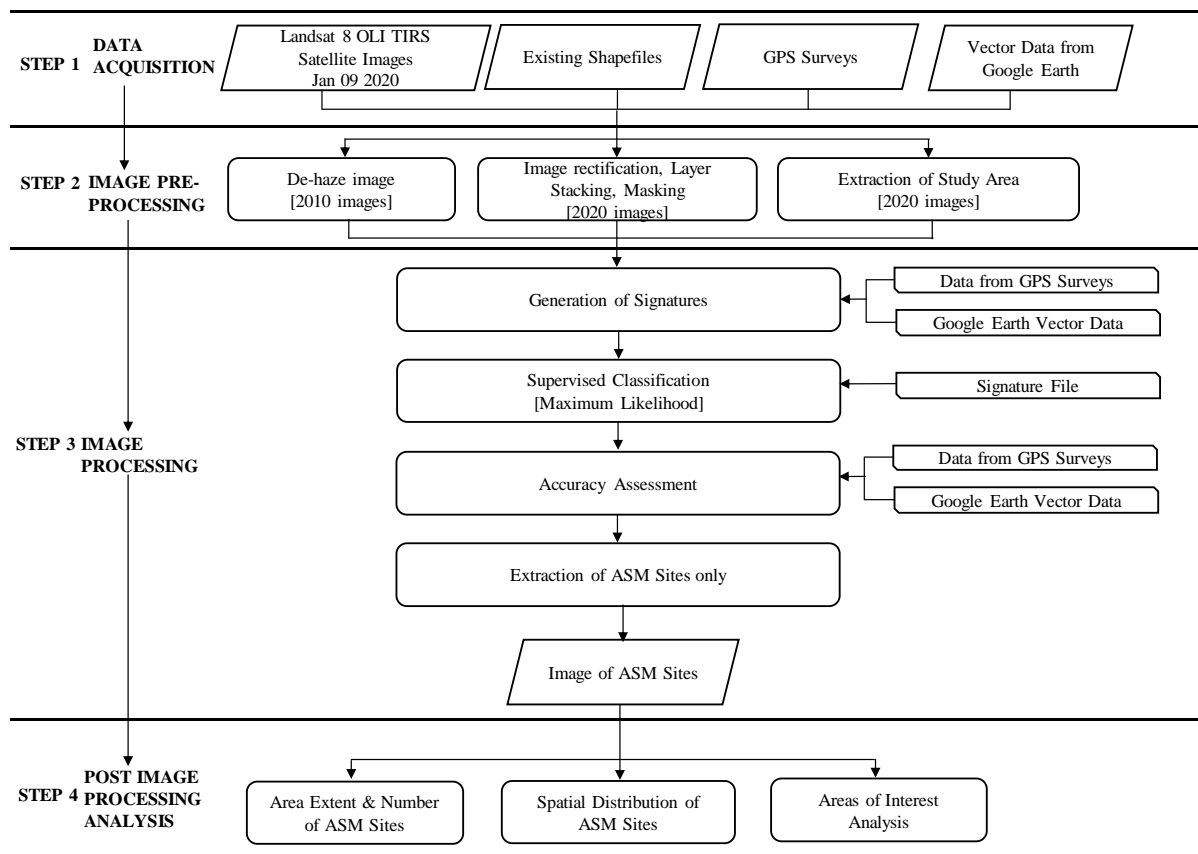 STEP 1
DATA
ACQUISITION
Landsat 8 OLI TIRS
Satellite Images
Jan 09 2020
Existing Shapefiles
GPS Surveys
Vector Data from
Google Earth
STEP 2
IMAGE PRE-
PROCESSING
De-haze image
[2010 images]
Image rectification, Layer
Stacking, Masking
[2020 images]
Extraction of Study Area
[2020 images]
STEP 3
IMAGE
PROCESSING
Generation of Signatures
Data from GPS Surveys
Google Earth Vector Data
Supervised Classification
[Maximum Likelihood]
Signature File
Accuracy Assessment
Data from GPS Surveys
Google Earth Vector Data
Extraction of ASM Sites only
Image of ASM Sites
STEP 4
POST IMAGE
PROCESSING
ANALYSIS
Area Extent & Number
of ASM Sites
Spatial Distribution of
ASM Sites
Areas of Interest
Analysis